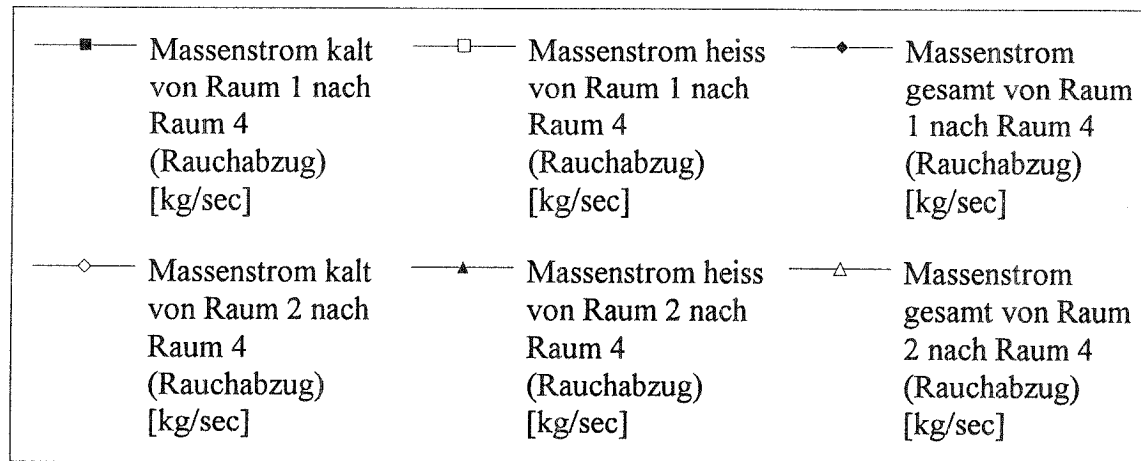 Massenstrom kalt
von Raum 1 nach
Raum 4
(Rauchabzug)
[kg/sec]
Massenstrom heiss
von Raum 1 nach
Raum 4
(Rauchabzug)
[kg/sec]
Massenstrom
gesamt von Raum
1 nach Raum 4
(Rauchabzug)
[kg/sec]
Massenstrom kalt
von Raum 2 nach
Raum 4
(Rauchabzug)
[kg/sec]
Massenstrom heiss
von Raum 2 nach
Raum 4
(Rauchabzug)
[kg/sec]
Massenstrom
gesamt von Raum
2 nach Raum 4
(Rauchabzug)
[kg/sec]